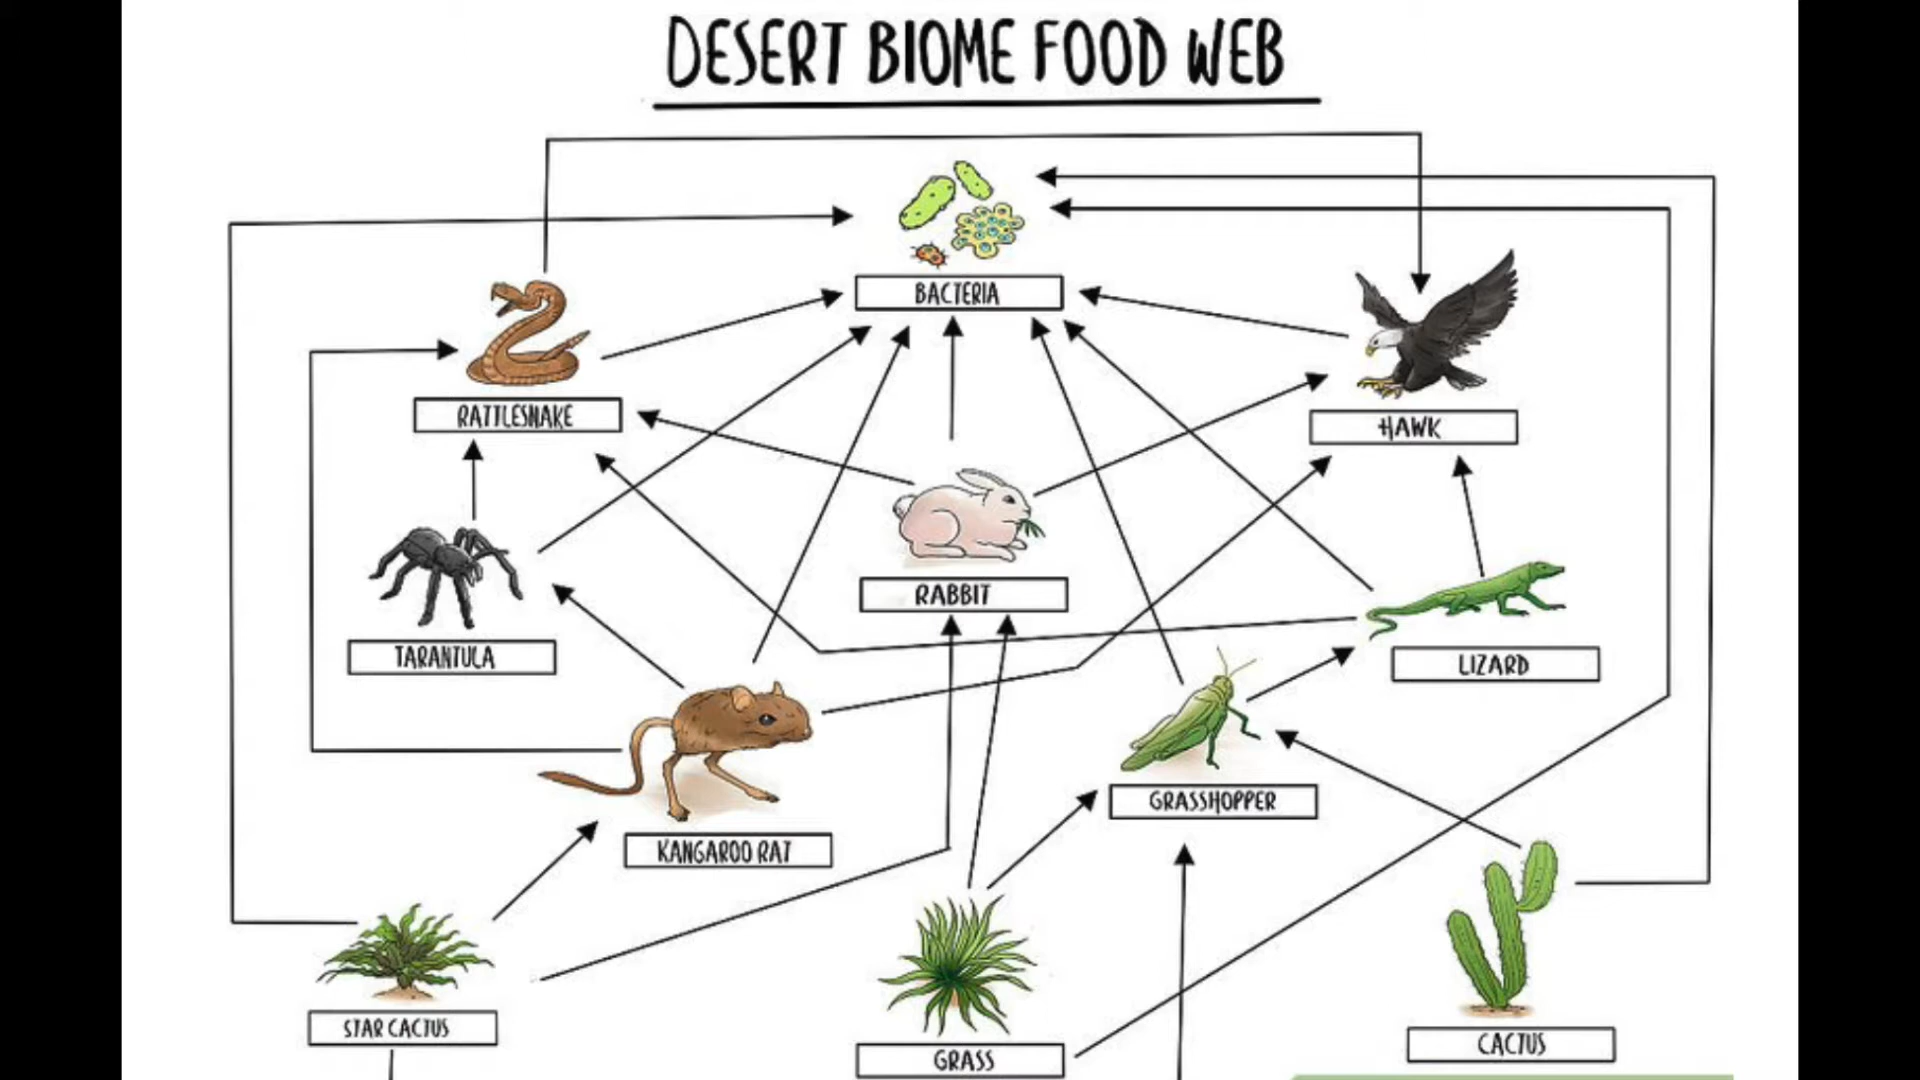 DESERT BIOME FOOD WEB
BACTERIA
RATTLESNAKE
HAWK
RABBIT
TARANTULA
LIZARD
GRASSHOPPER
KANGAROO RAT
STAR CACTUS
GRASS
CACTUS